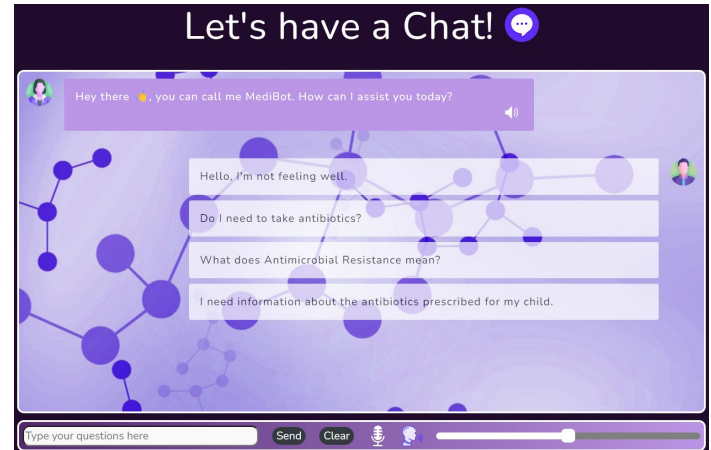 Let's have a Chat! 💬
Hey there 👋, you can call me MediBot. How can I assist you today?
Hello, I'm not feeling well.
Do I need to take antibiotics?
What does Antimicrobial Resistance mean?
I need information about the antibiotics prescribed for my child.
Type your questions here
Send
Clear